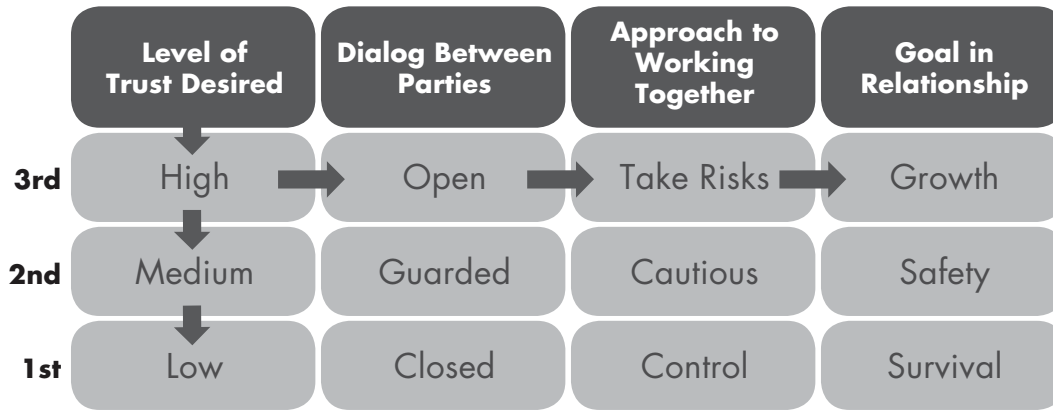 Level of
Trust Desired
Dialog Between
Parties
Approach to
Working
Together
Goal in
Relationship
3rd High Open Take Risks Growth
2nd Medium Guarded Cautious Safety
1st Low Closed Control Survival